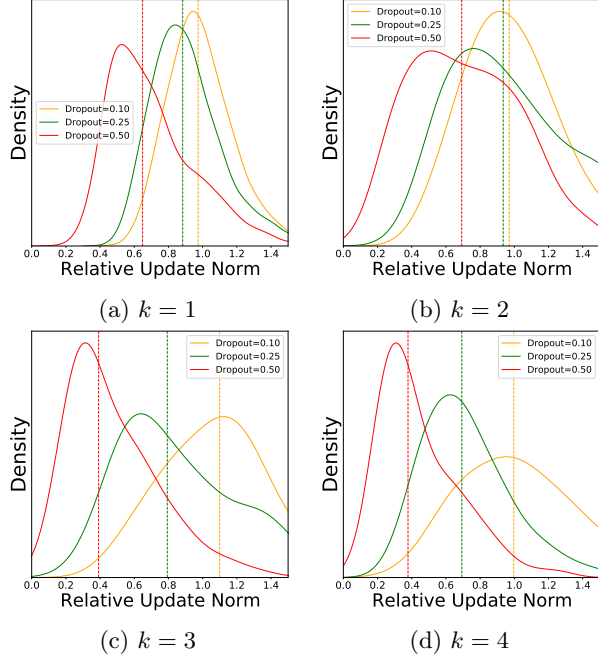 Density
Dropout=0.10
Dropout=0.25
Dropout=0.50
0.0 0.2 0.4 0.6 0.8 1.0 1.2 1.4
Relative Update Norm
(a) k = 1
Density
Dropout=0.10
Dropout=0.25
Dropout=0.50
0.0 0.2 0.4 0.6 0.8 1.0 1.2 1.4
Relative Update Norm
(b) k = 2
Density
Dropout=0.10
Dropout=0.25
Dropout=0.50
0.0 0.2 0.4 0.6 0.8 1.0 1.2 1.4
Relative Update Norm
(c) k = 3
Density
Dropout=0.10
Dropout=0.25
Dropout=0.50
0.0 0.2 0.4 0.6 0.8 1.0 1.2 1.4
Relative Update Norm
(d) k = 4